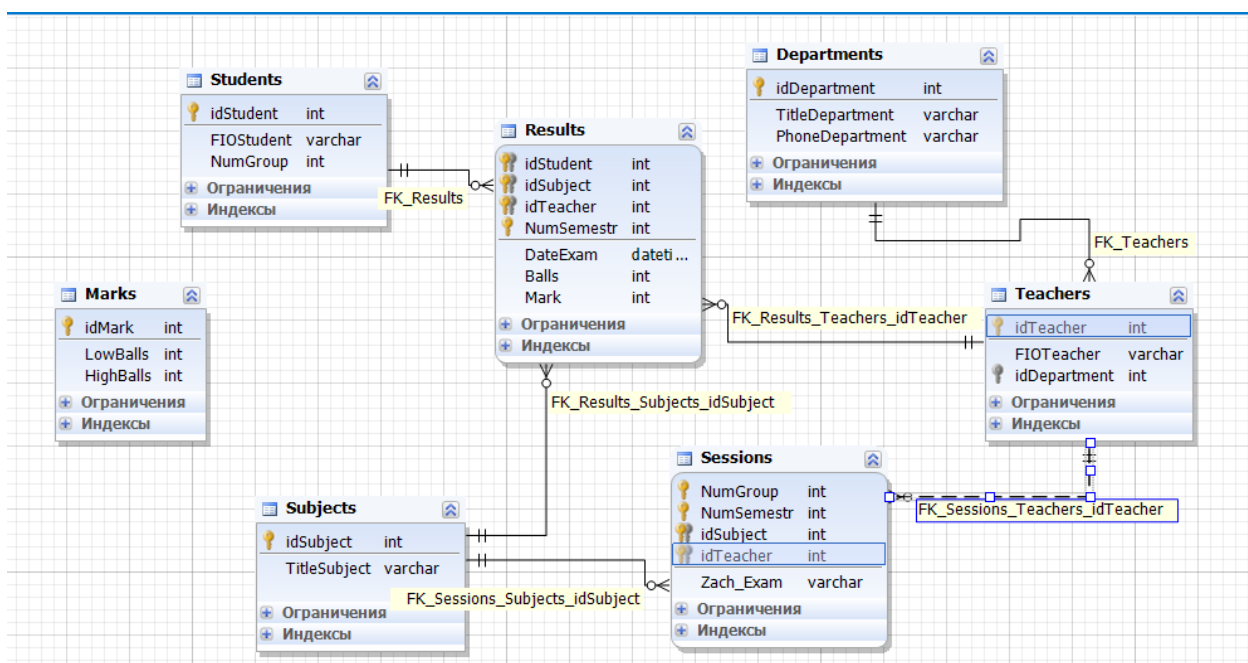 Students
idStudent int
FIOStudent varchar
NumGroup int
Ограничения
Индексы
FK_Results
Results
idStudent int
idSubject int
idTeacher int
NumSemestr int
DateExam dateti...
Balls int
Mark int
Ограничения
Индексы
Departments
idDepartment int
TitleDepartment varchar
PhoneDepartment varchar
Ограничения
Индексы
FK_Teachers
Marks
idMark int
LowBalls int
HighBalls int
Ограничения
Индексы
FK_Results_Teachers_idTeacher
Teachers
idTeacher int
FIOTeacher varchar
idDepartment int
Ограничения
Индексы
FK_Results_Subjects_idSubject
Subjects
idSubject int
TitleSubject varchar
Ограничения
Индексы
FK_Sessions_Subjects_idSubject
Sessions
NumGroup int
NumSemestr int
idSubject int
idTeacher int
Zach_Exam varchar
Ограничения
Индексы
FK_Sessions_Teachers_idTeacher